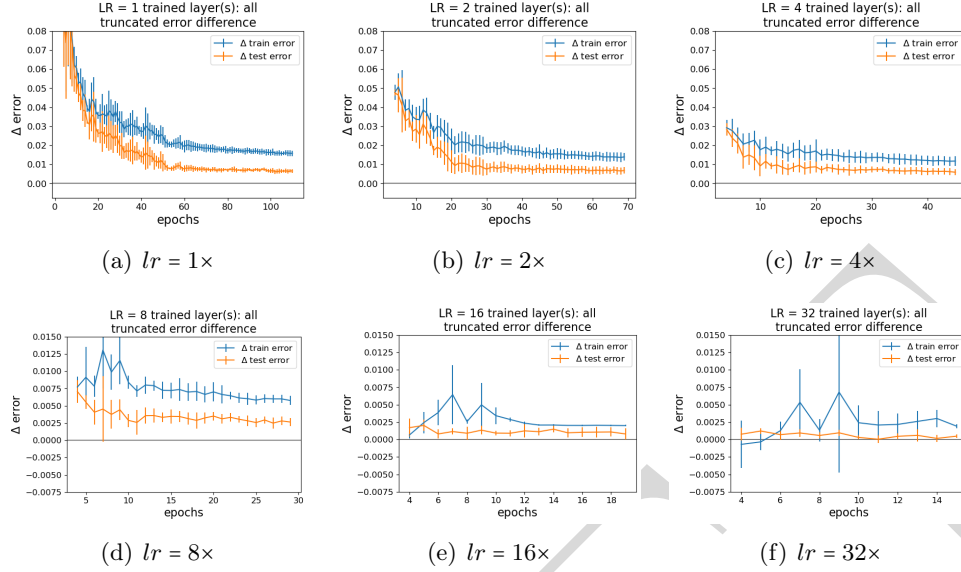 LR = 1 trained layer(s): all
truncated error difference
0.08
0.07
0.06
0.05
0.04
0.03
0.02
0.01
0.00
Δ error
Δ train error
Δ test error
0 20 40 60 80 100
epochs
(a) lr = 1×
LR = 2 trained layer(s): all
truncated error difference
0.08
0.07
0.06
0.05
0.04
0.03
0.02
0.01
0.00
Δ error
Δ train error
Δ test error
10 20 30 40 50 60 70
epochs
(b) lr = 2×
LR = 4 trained layer(s): all
truncated error difference
0.08
0.07
0.06
0.05
0.04
0.03
0.02
0.01
0.00
Δ error
Δ train error
Δ test error
10 20 30 40
epochs
(c) lr = 4×
LR = 8 trained layer(s): all
truncated error difference
0.0150
0.0125
0.0100
0.0075
0.0050
0.0025
0.0000
−0.0025
−0.0050
−0.0075
Δ error
Δ train error
Δ test error
5 10 15 20 25 30
epochs
(d) lr = 8×
LR = 16 trained layer(s): all
truncated error difference
0.0150
0.0125
0.0100
0.0075
0.0050
0.0025
0.0000
−0.0025
−0.0050
−0.0075
Δ error
Δ train error
Δ test error
4 6 8 10 12 14 16 18
epochs
(e) lr = 16×
LR = 32 trained layer(s): all
truncated error difference
0.0150
0.0125
0.0100
0.0075
0.0050
0.0025
0.0000
−0.0025
−0.0050
−0.0075
Δ error
Δ train error
Δ test error
4 6 8 10 12 14
epochs
(f) lr = 32×